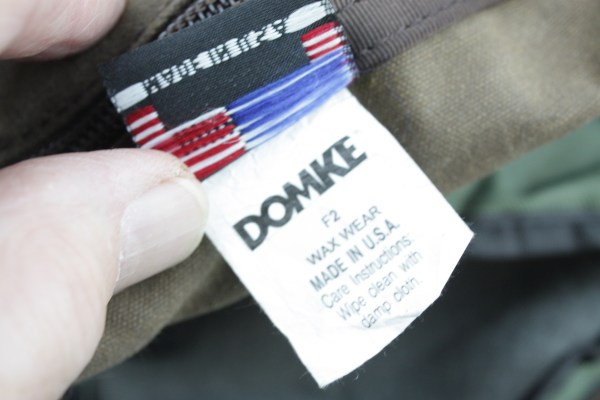 DOMKE
F2
WAX WEAR
MADE IN U.S.A.
Care Instructions:
Wipe clean with
damp cloth.